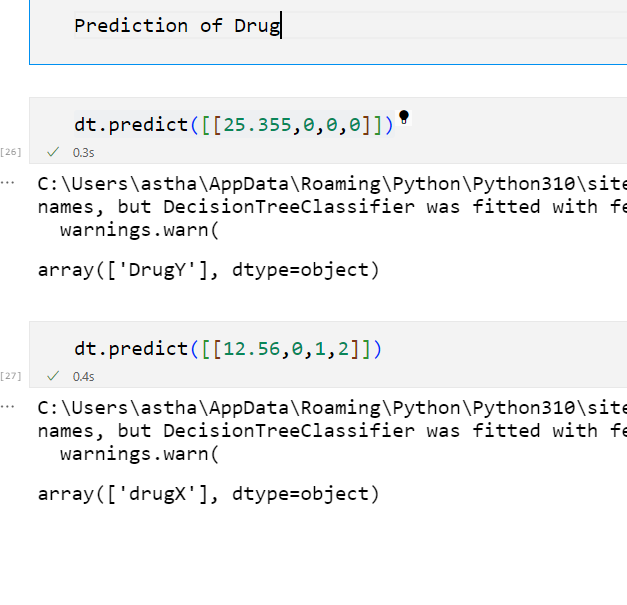 Prediction of Drug
dt.predict([[25.355,0,0,0]])
[26]
0.3s
... C:\Users\astha\AppData\Roaming\Python\Python310\site
names, but DecisionTreeClassifier was fitted with fe
warnings.warn(
array(['DrugY'], dtype=object)
dt.predict([[12.56,0,1,2]])
[27]
0.4s
... C:\Users\astha\AppData\Roaming\Python\Python310\site
names, but DecisionTreeClassifier was fitted with fe
warnings.warn(
array(['drugX'], dtype=object)